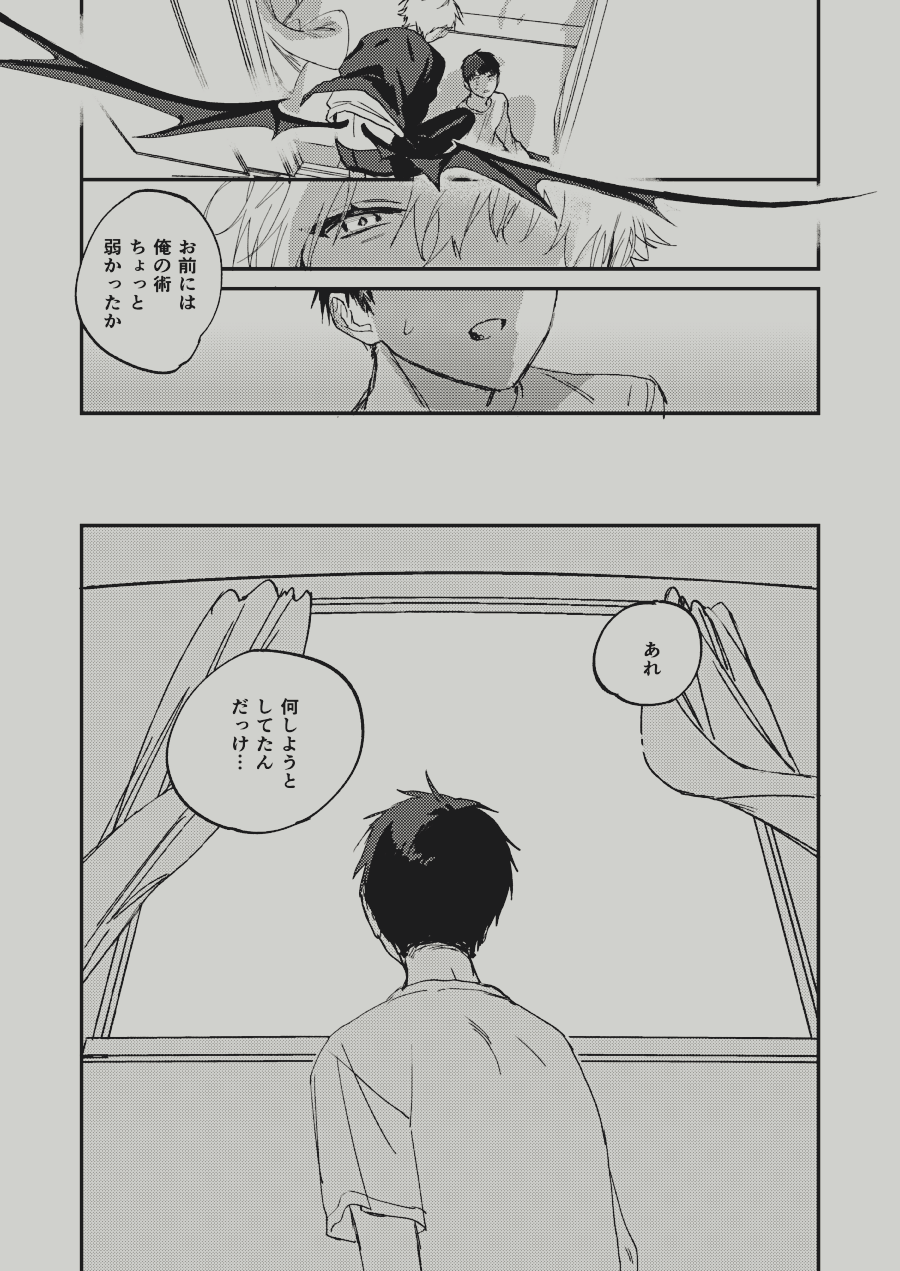 お前には
俺の術
ちょっと
弱かったか
あれ
何しようと
してたん
だっけ…